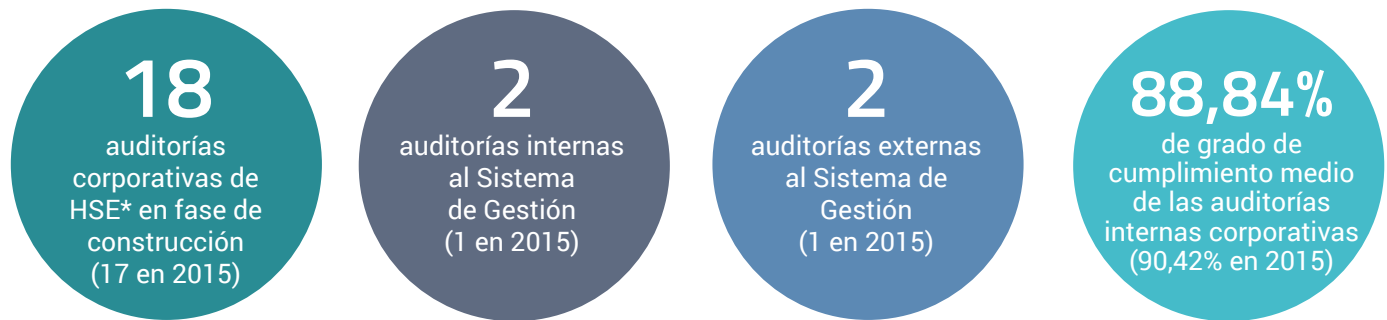 18
auditorías
corporativas de
HSE* en fase de
construcción
(17 en 2015)
2
auditorías internas
al Sistema
de Gestión
(1 en 2015)
2
auditorías externas
al Sistema de
Gestión
(1 en 2015)
88,84%
de grado de
cumplimiento medio
de las auditorías
internas corporativas
(90,42% en 2015)